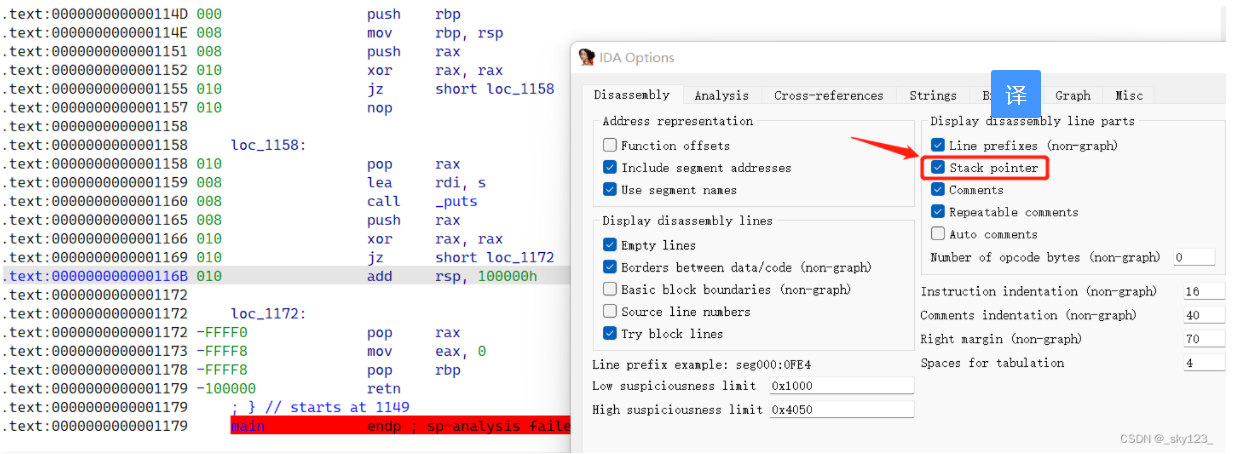 .text:000000000000114D 000 push rbp
.text:000000000000114E 008 mov rbp, rsp
.text:0000000000001151 008 push rax
.text:0000000000001152 010 xor rax, rax
.text:0000000000001155 010 jz short loc_1158
.text:0000000000001157 010 nop
.text:0000000000001158
.text:0000000000001158 loc_1158:
.text:0000000000001158 010 pop rax
.text:0000000000001159 008 lea rdi, s
.text:0000000000001160 008 call _puts
.text:0000000000001165 008 push rax
.text:0000000000001166 010 xor rax, rax
.text:0000000000001169 010 jz short loc_1172
.text:000000000000116B 010 add rsp, 100000h
.text:0000000000001172
.text:0000000000001172 loc_1172:
.text:0000000000001172 -FFFF0 pop rax
.text:0000000000001173 -FFFF8 mov eax, 0
.text:0000000000001178 -FFFF8 pop rbp
.text:0000000000001179 -100000 retn
.text:0000000000001179 ; } // starts at 1149
.text:0000000000001179 main endp ; sp-analysis faile
IDA Options
Disassembly Analysis Cross-references Strings Graph Misc
译
Address representation
Function offsets
Include segment addresses
Use segment names
Display disassembly lines
Empty lines
Borders between data/code (non-graph)
Basic block boundaries (non-graph)
Source line numbers
Try block lines
Line prefix example: seg000:0FE4
Low suspiciousness limit 0x1000
High suspiciousness limit 0x4050
Display disassembly line parts
Line prefixes (non-graph)
Stack pointer
Comments
Repeatable comments
Auto comments
Number of opcode bytes (non-graph) 0
Instruction indentation (non-graph) 16
Comments indentation (non-graph) 40
Right margin (non-graph) 70
Spaces for tabulation 4
CSDN @_sky123_